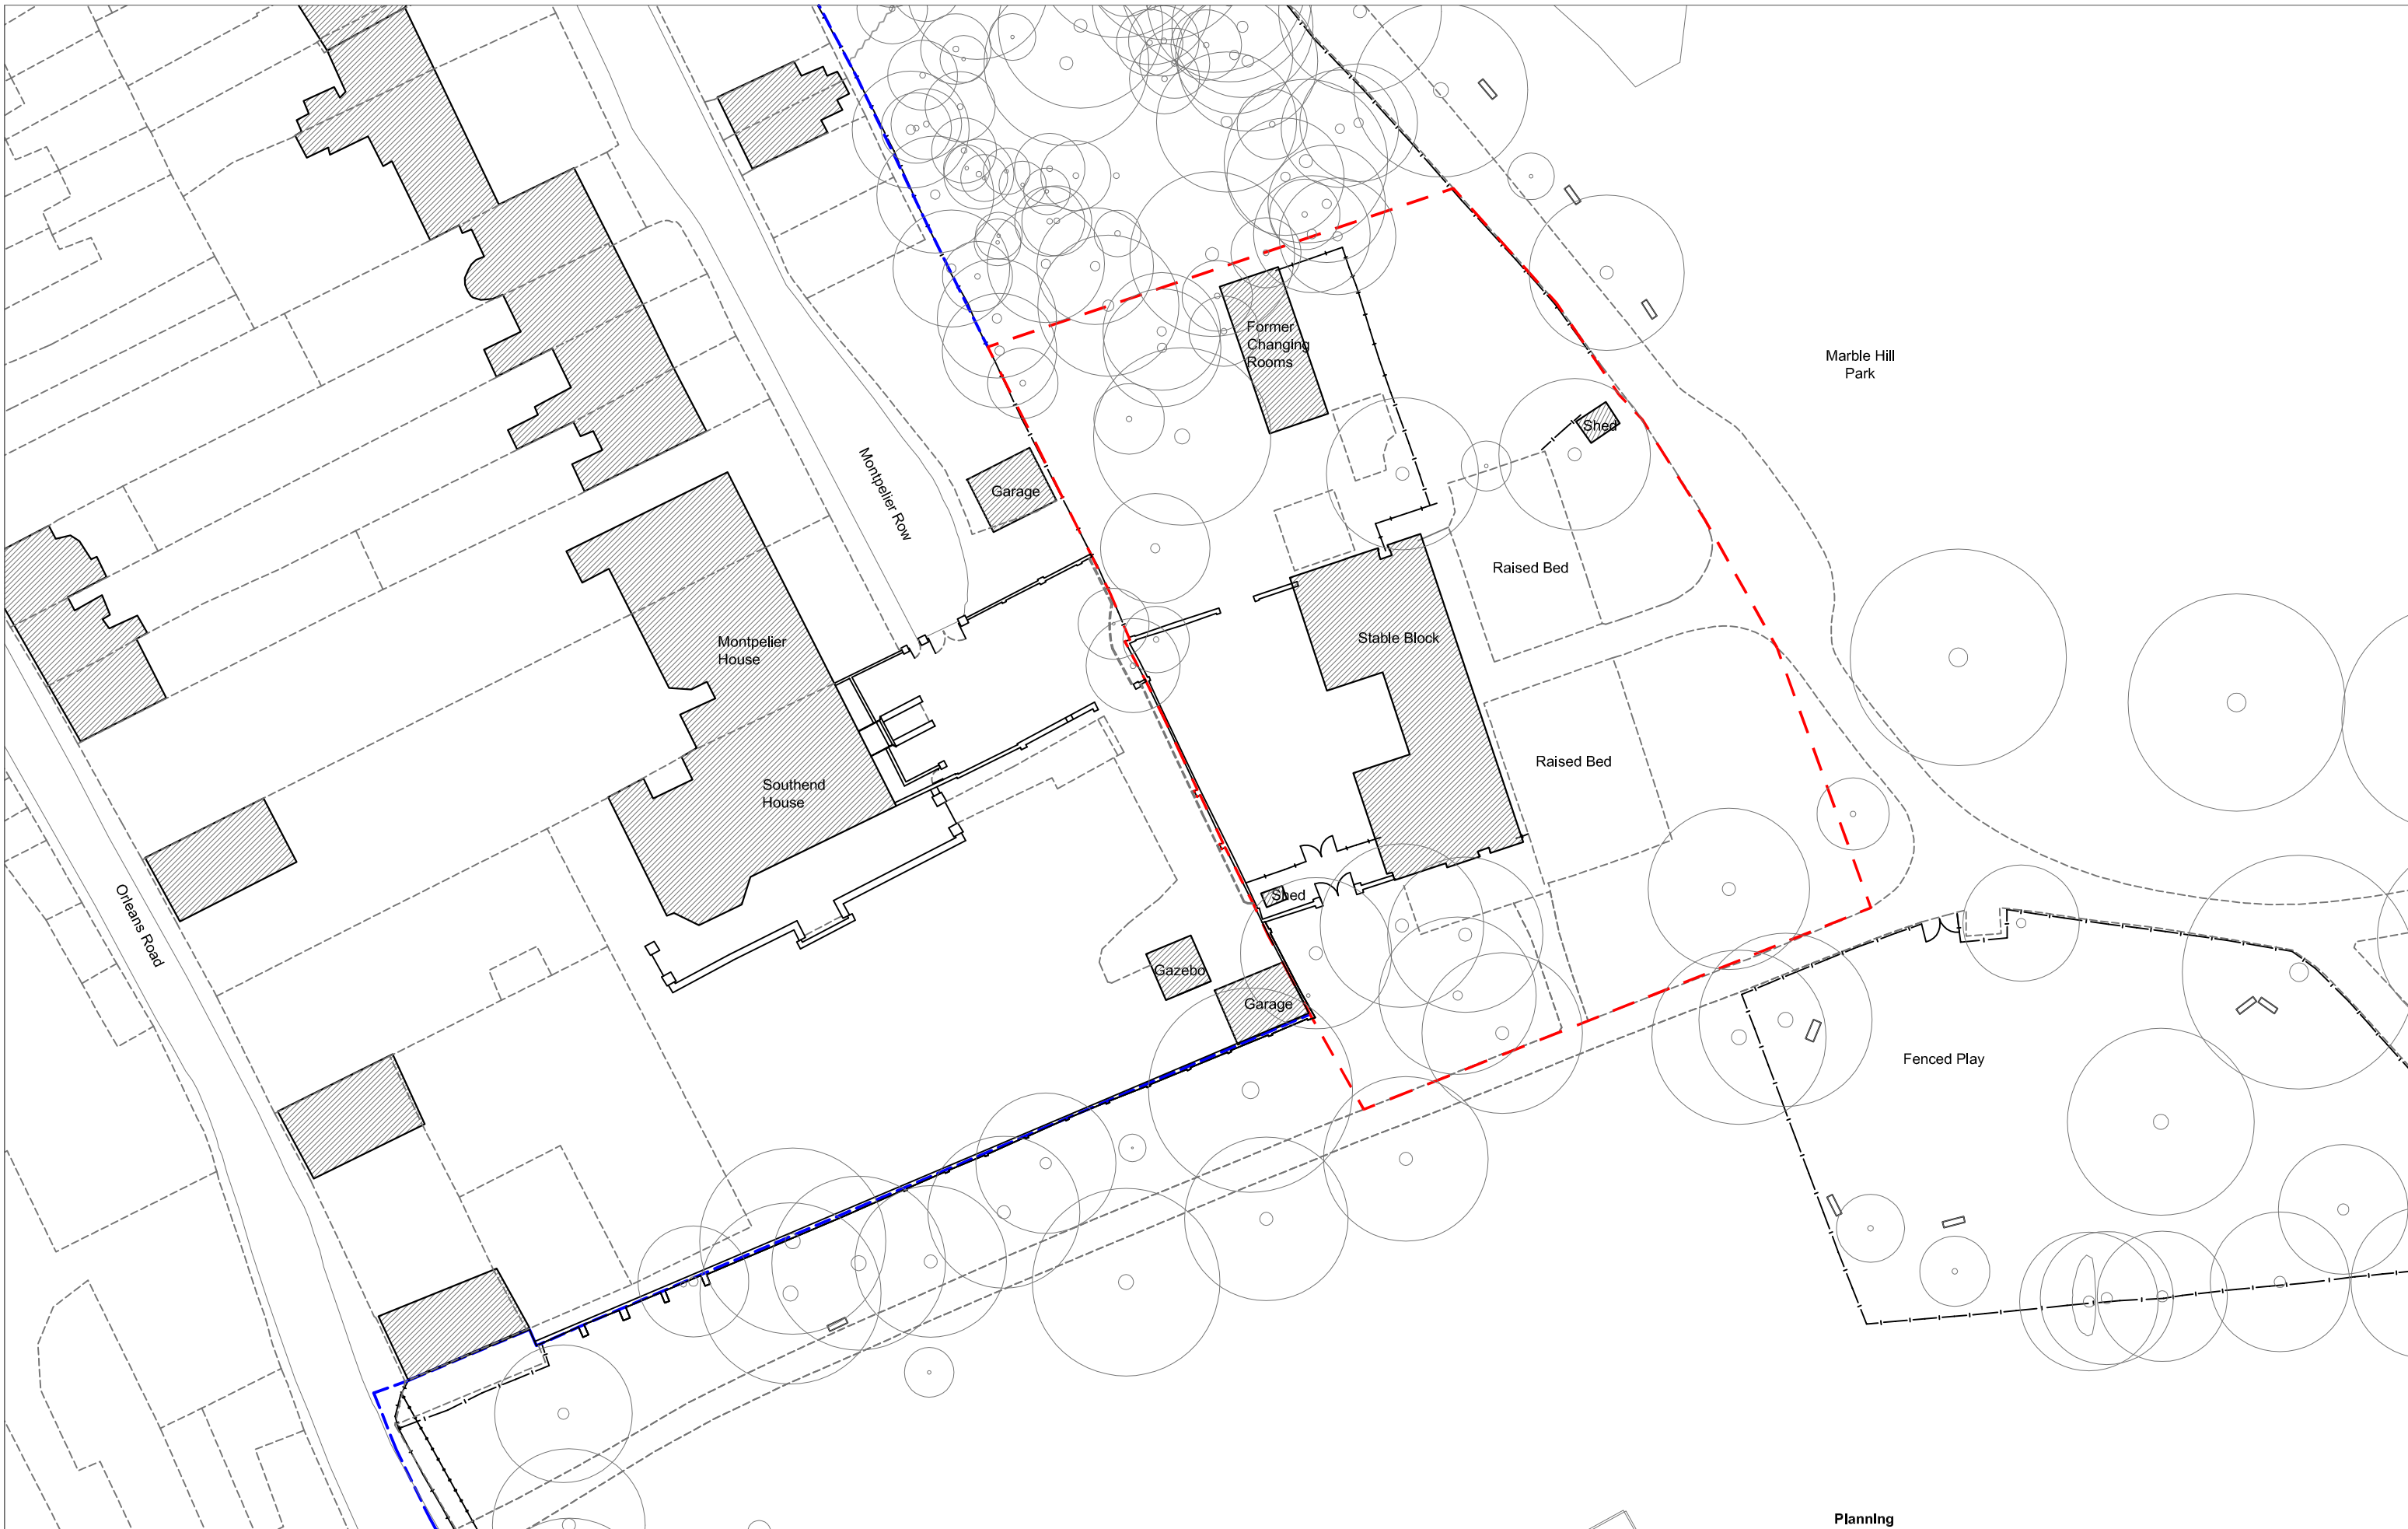 Former
Changing
Rooms
Marble Hill
Park
Shed
Garage
Montpelier Row
Raised Bed
Stable Block
Montpelier
House
Raised Bed
Southend
House
Shed
Orleans Road
Gazebo
Garage
Fenced Play
Planning